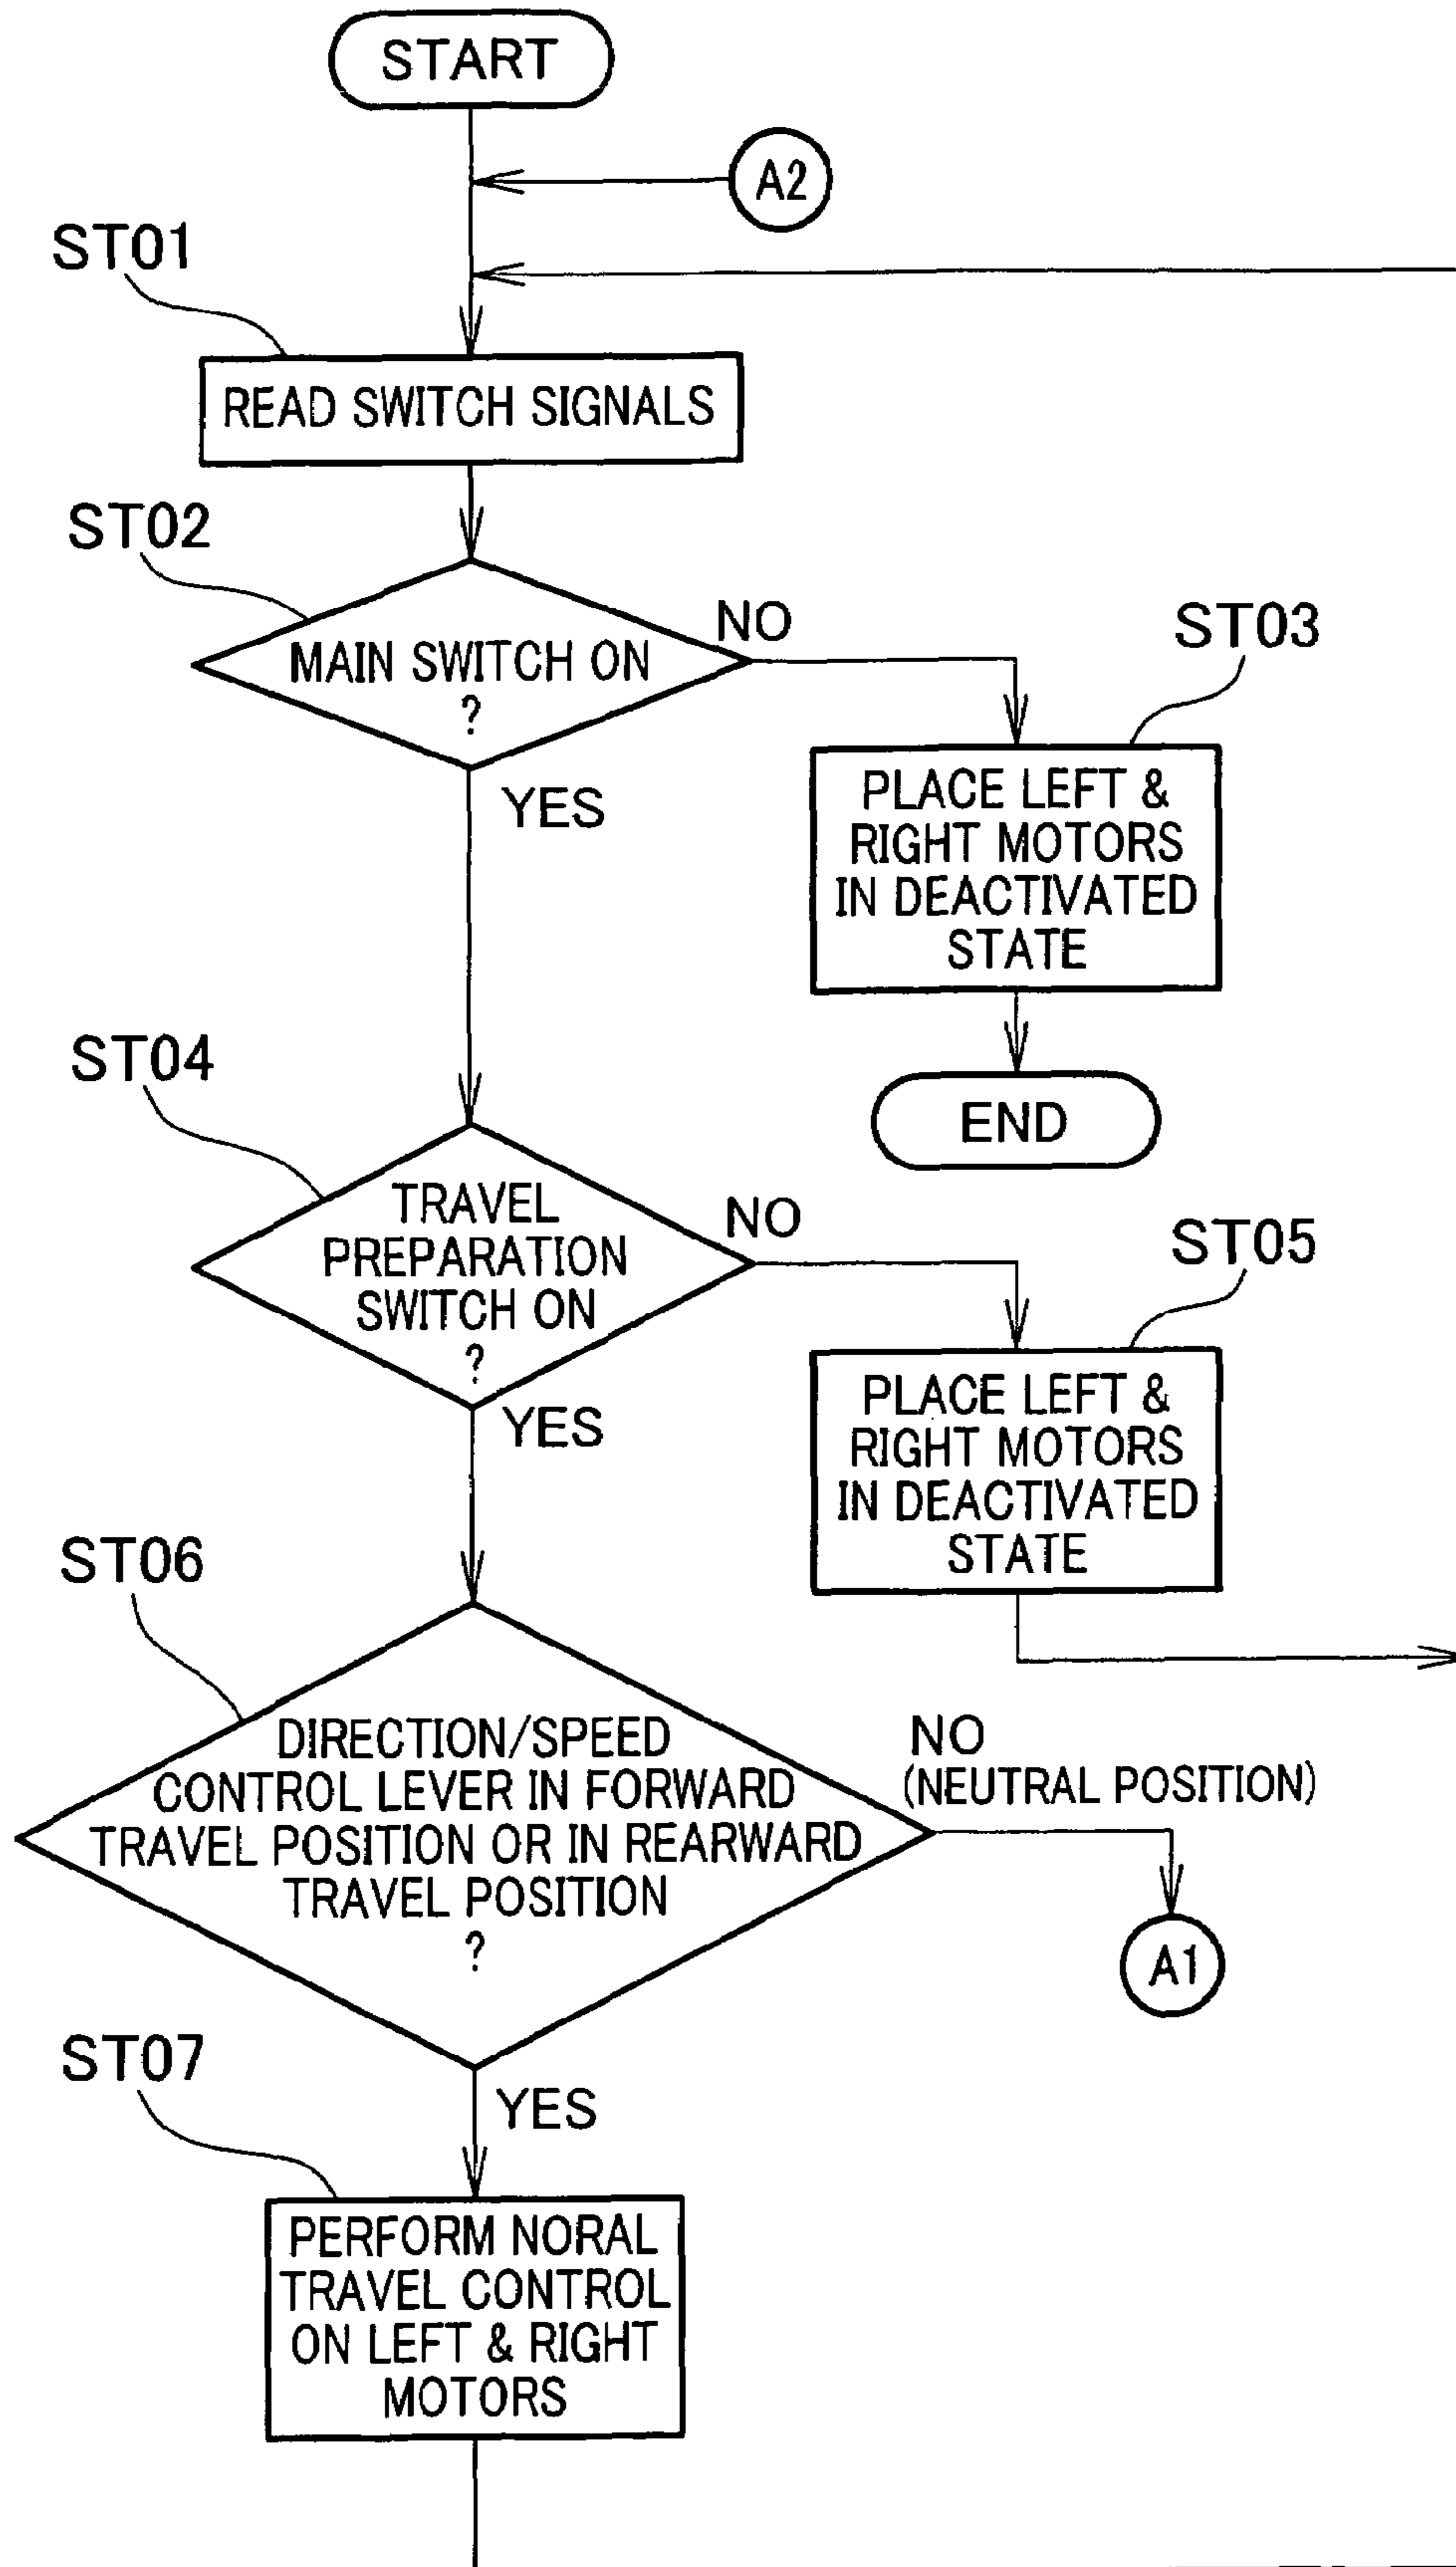 START
A2
ST01
READ SWITCH SIGNALS
ST02
MAIN SWITCH ON
?
NO
YES
ST03
PLACE LEFT &
RIGHT MOTORS
IN DEACTIVATED
STATE
END
ST04
TRAVEL
PREPARATION
SWITCH ON
?
NO
YES
ST05
PLACE LEFT &
RIGHT MOTORS
IN DEACTIVATED
STATE
ST06
DIRECTION/SPEED
CONTROL LEVER IN FORWARD
TRAVEL POSITION OR IN REARWARD
TRAVEL POSITION
?
NO
(NEUTRAL POSITION)
A1
YES
ST07
PERFORM NORAL
TRAVEL CONTROL
ON LEFT & RIGHT
MOTORS